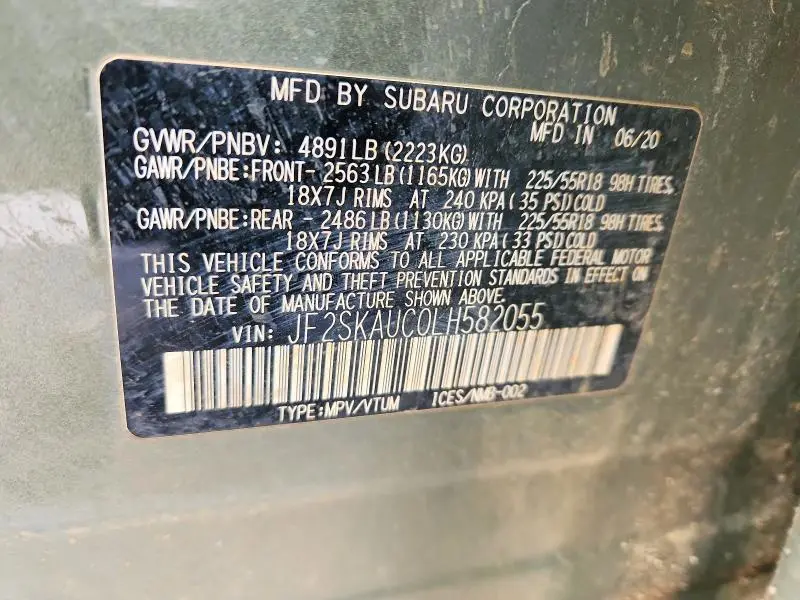 MFD BY SUBARU CORPORATION
MFD IN 06/20
GVWR/PNBV: 4891LB (2223KG)
GAWR/PNBE:FRONT- 2563LB (1165KG) WITH 225/55R18 98H TIRES,
18X7J RIMS AT 240 KPA ( 35 PSI) COLD
GAWR/PNBE:REAR - 2486LB (1130KG) WITH 225/55R18 98H TIRES,
18X7J RIMS AT 230 KPA ( 33 PSI) COLD
THIS VEHICLE CONFORMS TO ALL APPLICABLE FEDERAL MOTOR
VEHICLE SAFETY AND THEFT PREVENTION STANDARDS IN EFFECT ON
THE DATE OF MANUFACTURE SHOWN ABOVE.
VIN: JF2SKAUC0LH582055
TYPE:MPV/VTUM ICES/NMB-002